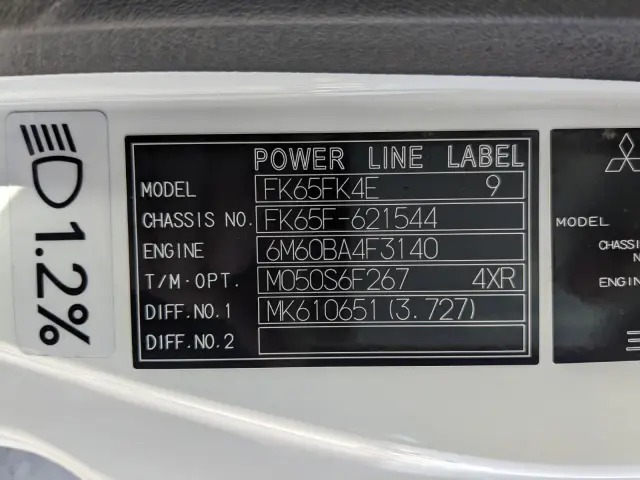 1.2%
POWER LINE LABEL
MODEL FK65FK4E 9
CHASSIS NO. FK65F-621544
ENGINE 6M60BA4F3140
T/M·OPT. M050S6F267 4XR
DIFF.NO.1 MK610651(3.727)
DIFF.NO.2
MODEL
CHASSIS
N
ENGIN